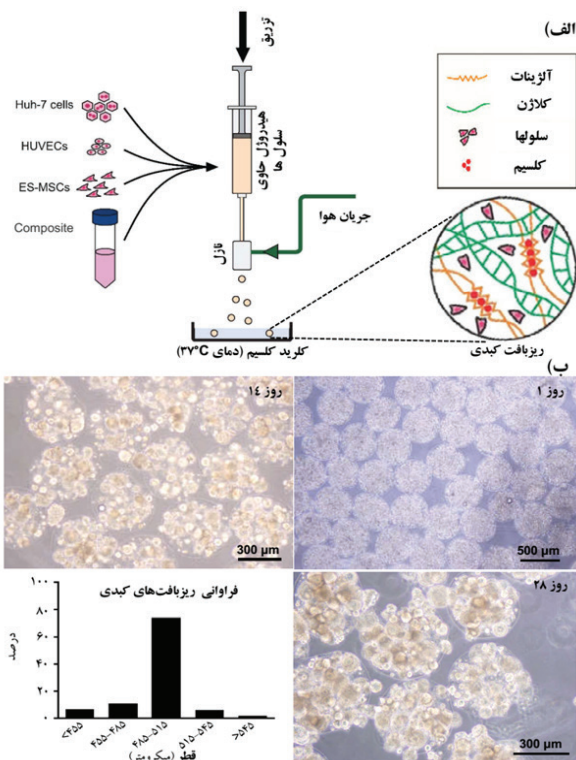 الف)
تزریق
هیدروژل حاوی
سلول ها
Huh-7 cells
HUVECs
ES-MSCs
Composite
نازل
جریان هوا
آلژینات
کلاژن
سلولها
کلسیم
ریزبافت کبدی
کلرید کلسیم (دمای ۳۷°C)
ب)
روز ۱
500 µm
روز ۱٤
300 µm
روز ۲۸
300 µm
فراوانی ریزبافت‌های کبدی
درصد
۱۰۰
۸۰
۶۰
۴۰
۲۰
۰
<۴۵۵
۴۵۵-۴۸۵
۴۸۵-۵۱۵
۵۱۵-۵۴۵
>۵۴۵
قطر (میکرومتر)